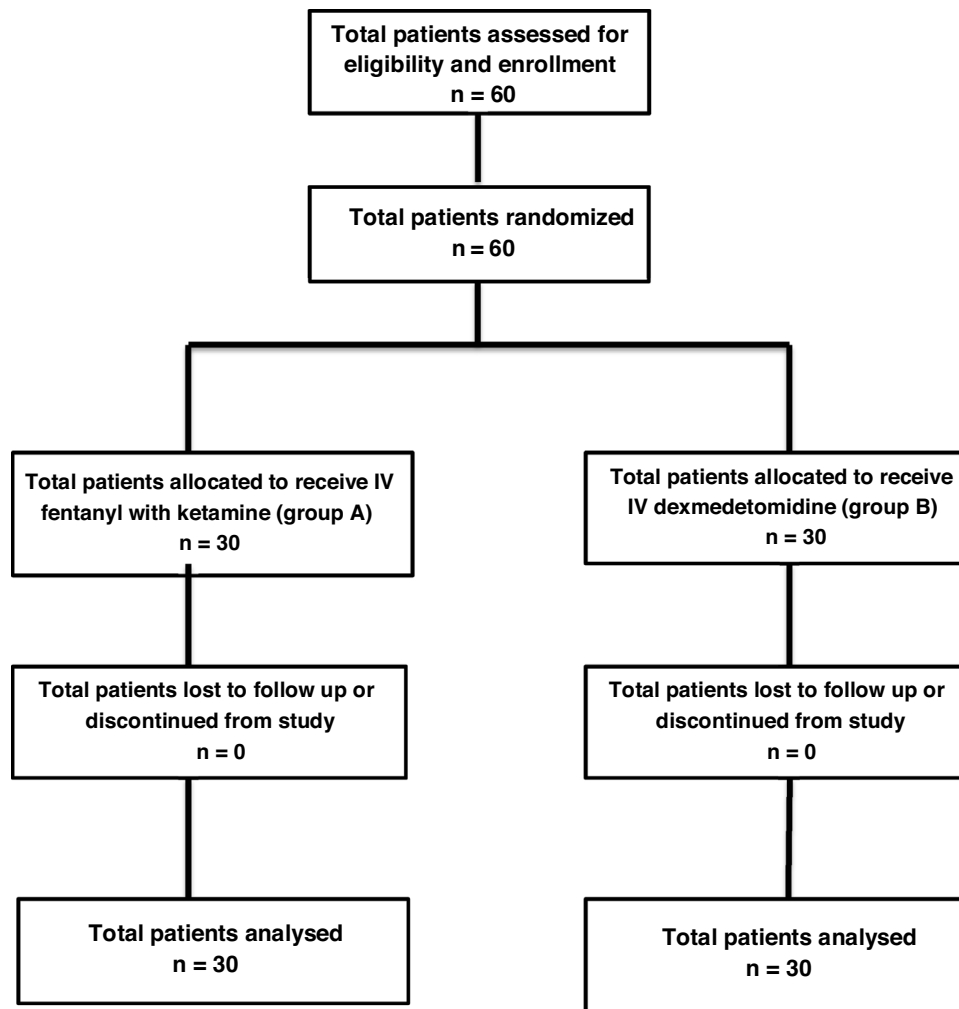 Total patients assessed for
eligibility and enrollment
n = 60
Total patients randomized
n = 60
Total patients allocated to receive IV
fentanyl with ketamine (group A)
n = 30
Total patients allocated to receive
IV dexmedetomidine (group B)
n = 30
Total patients lost to follow up or
discontinued from study
n = 0
Total patients lost to follow up or
discontinued from study
n = 0
Total patients analysed
n = 30
Total patients analysed
n = 30